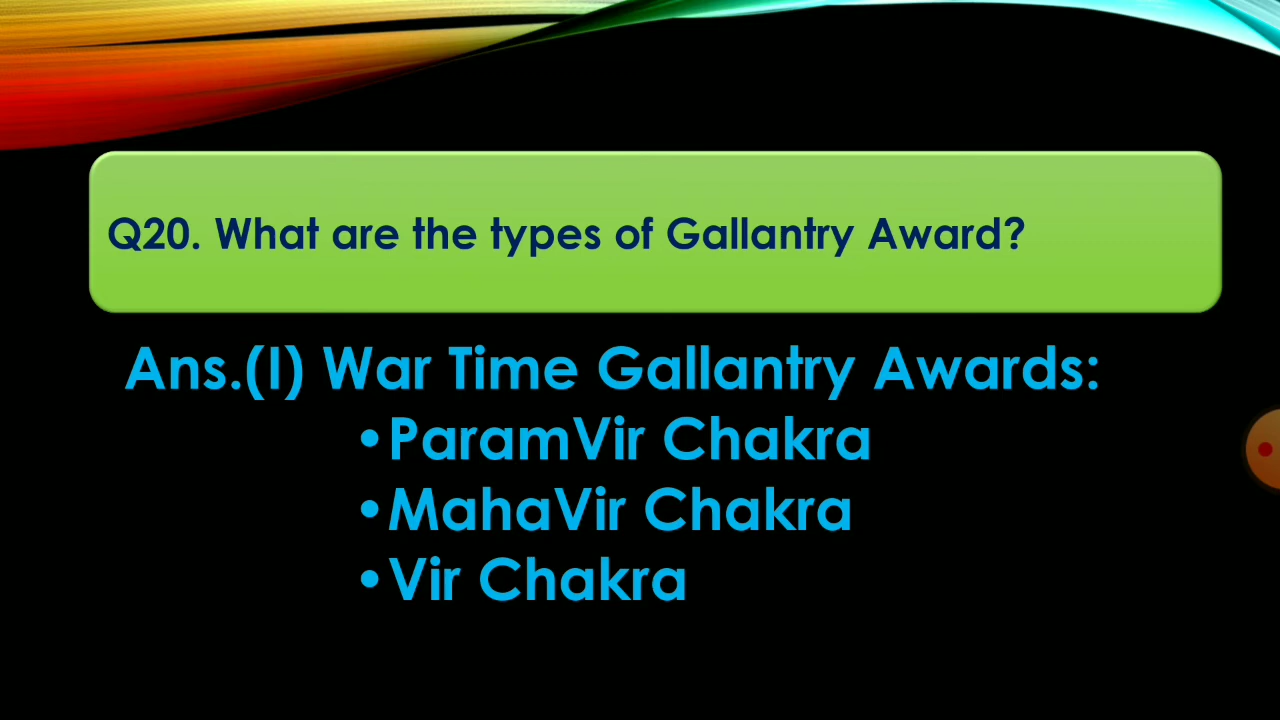 Q20. What are the types of Gallantry Award?
Ans.(I) War Time Gallantry Awards:
•ParamVir Chakra
•MahaVir Chakra
•Vir Chakra